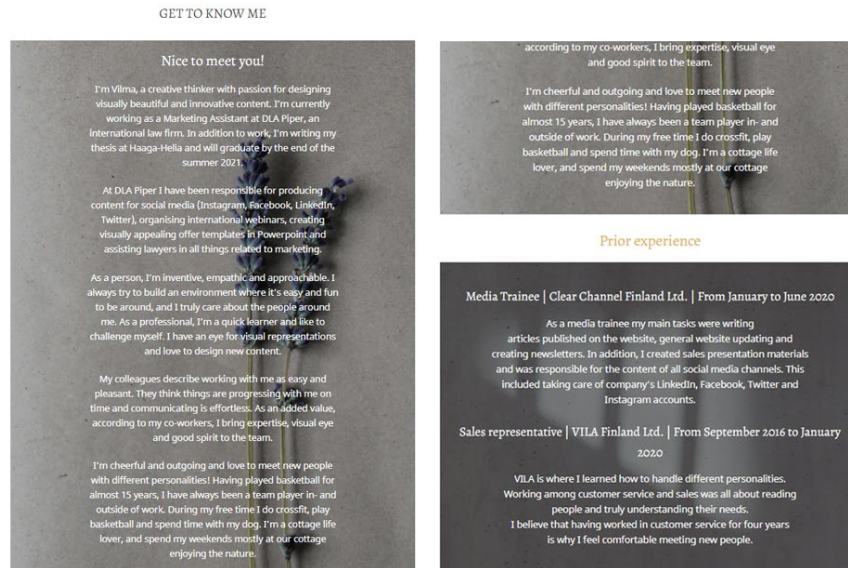 GET TO KNOW ME
Nice to meet you!
I'm Vilma, a creative thinker with passion for designing
visually beautiful and innovative content. I'm currently
working as a Marketing Assistant at DLA Piper, an
international law firm. In addition to work, I'm writing my
thesis at Haaga-Helia and will graduate by the end of the
summer 2021.
At DLA Piper I have been responsible for producing
content for social media (Instagram, Facebook, LinkedIn,
Twitter), organising international webinars, creating
visually appealing offer templates in Powerpoint and
assisting lawyers in all things related to marketing.
As a person, I'm inventive, empathic and approachable. I
always try to build an environment where it's easy and fun
to be around, and I truly care about the people around
me. As a professional, I'm a quick learner and like to
challenge myself. I have an eye for visual representations
and love to design new content.
My colleagues describe working with me as easy and
pleasant. They think things are progressing with me on
time and communicating is effortless. As an added value,
according to my co-workers, I bring expertise, visual eye
and good spirit to the team.
I'm cheerful and outgoing and love to meet new people
with different personalities! Having played basketball for
almost 15 years, I have always been a team player in- and
outside of work. During my free time I do crossfit, play
basketball and spend time with my dog. I'm a cottage life
lover, and spend my weekends mostly at our cottage
enjoying the nature.
according to my co-workers, I bring expertise, visual eye
and good spirit to the team.
I'm cheerful and outgoing and love to meet new people
with different personalities! Having played basketball for
almost 15 years, I have always been a team player in- and
outside of work. During my free time I do crossfit, play
basketball and spend time with my dog. I'm a cottage life
lover, and spend my weekends mostly at our cottage
enjoying the nature.
Prior experience
Media Trainee | Clear Channel Finland Ltd. | From January to June 2020
As a media trainee my main tasks were writing
articles published on the website, general website updating and
creating newsletters. In addition, I created sales presentation materials
and was responsible for the content of all social media channels. This
included taking care of company's LinkedIn, Facebook, Twitter and
Instagram accounts.
Sales representative | VILA Finland Ltd. | From September 2016 to January
2020
VILA is where I learned how to handle different personalities.
Working among customer service and sales was all about reading
people and truly understanding their needs.
I believe that having worked in customer service for four years
is why I feel comfortable meeting new people.